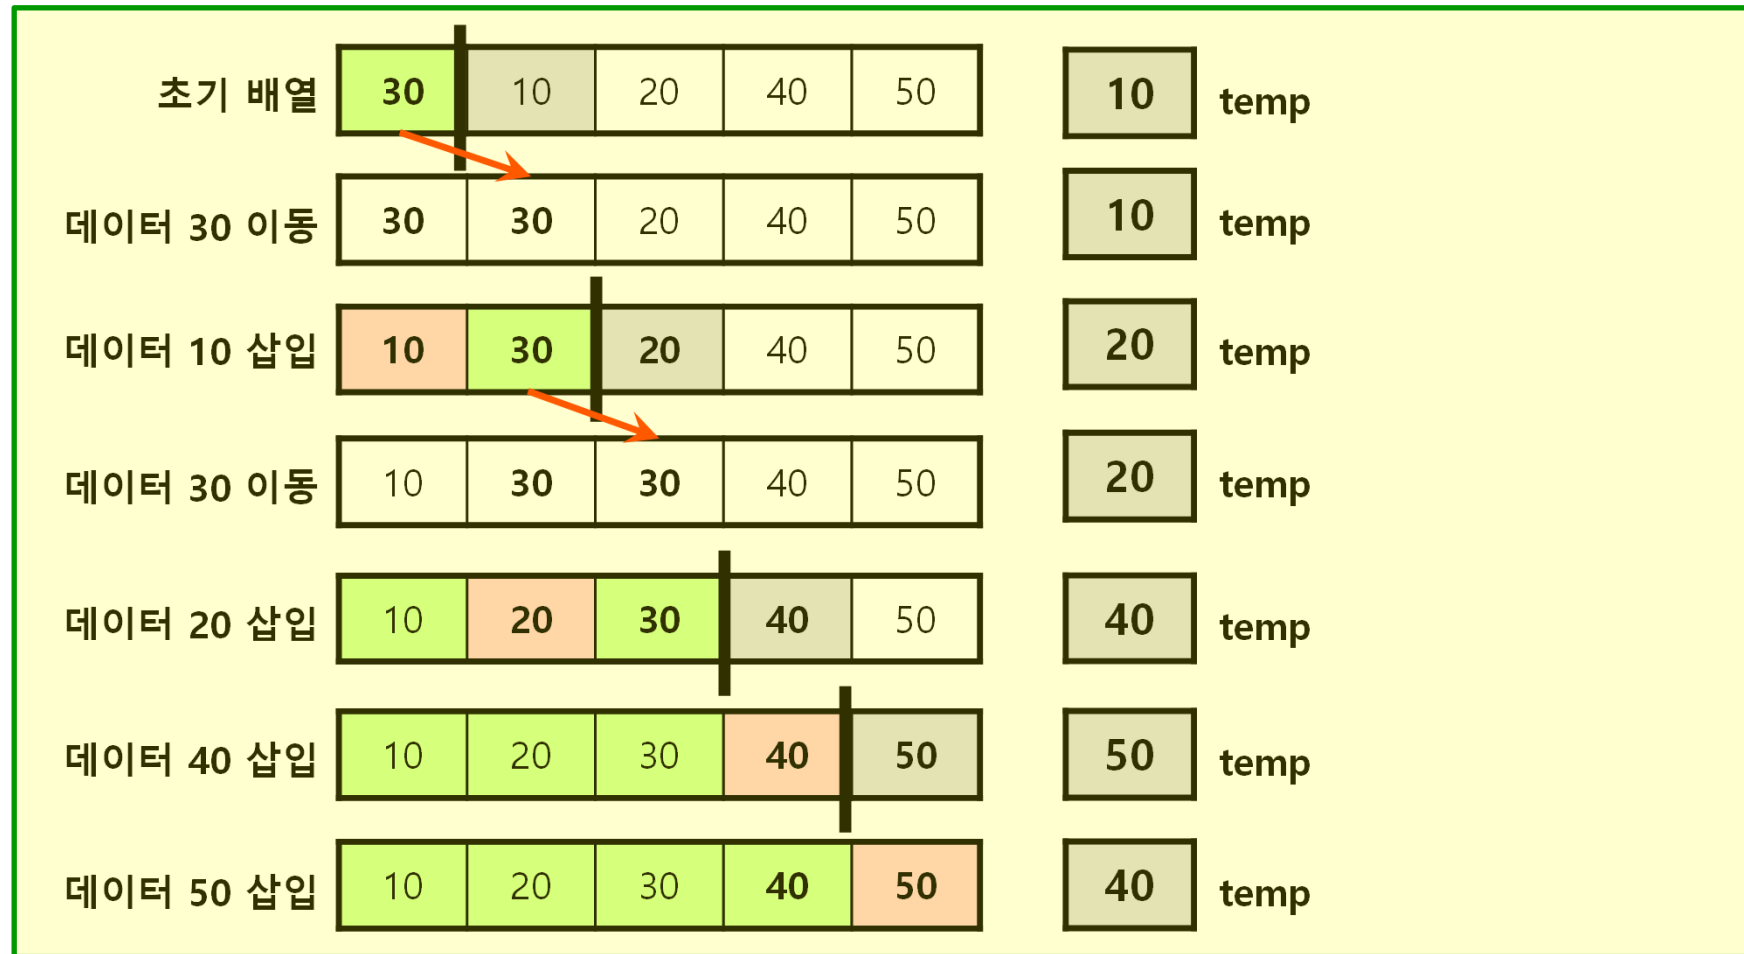 초기 배열 30 10 20 40 50 10 temp
데이터 30 이동 30 30 20 40 50 10 temp
데이터 10 삽입 10 30 20 40 50 20 temp
데이터 30 이동 10 30 30 40 50 20 temp
데이터 20 삽입 10 20 30 40 50 40 temp
데이터 40 삽입 10 20 30 40 50 50 temp
데이터 50 삽입 10 20 30 40 50 40 temp